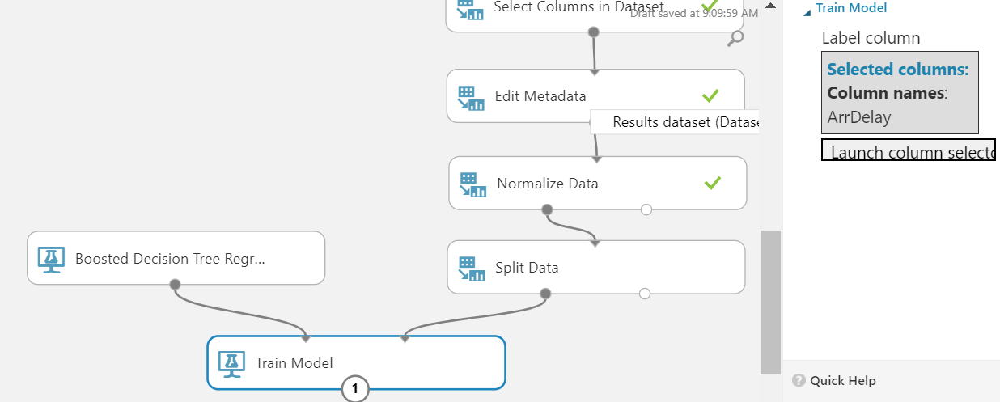 Select Columns in Dataset
Draft saved at 9:09:59 AM
Edit Metadata
Results dataset (Datase
Normalize Data
Boosted Decision Tree Regr...
Split Data
Train Model
1
Train Model
Label column
Selected columns:
Column names:
ArrDelay
Launch column selecto
? Quick Help